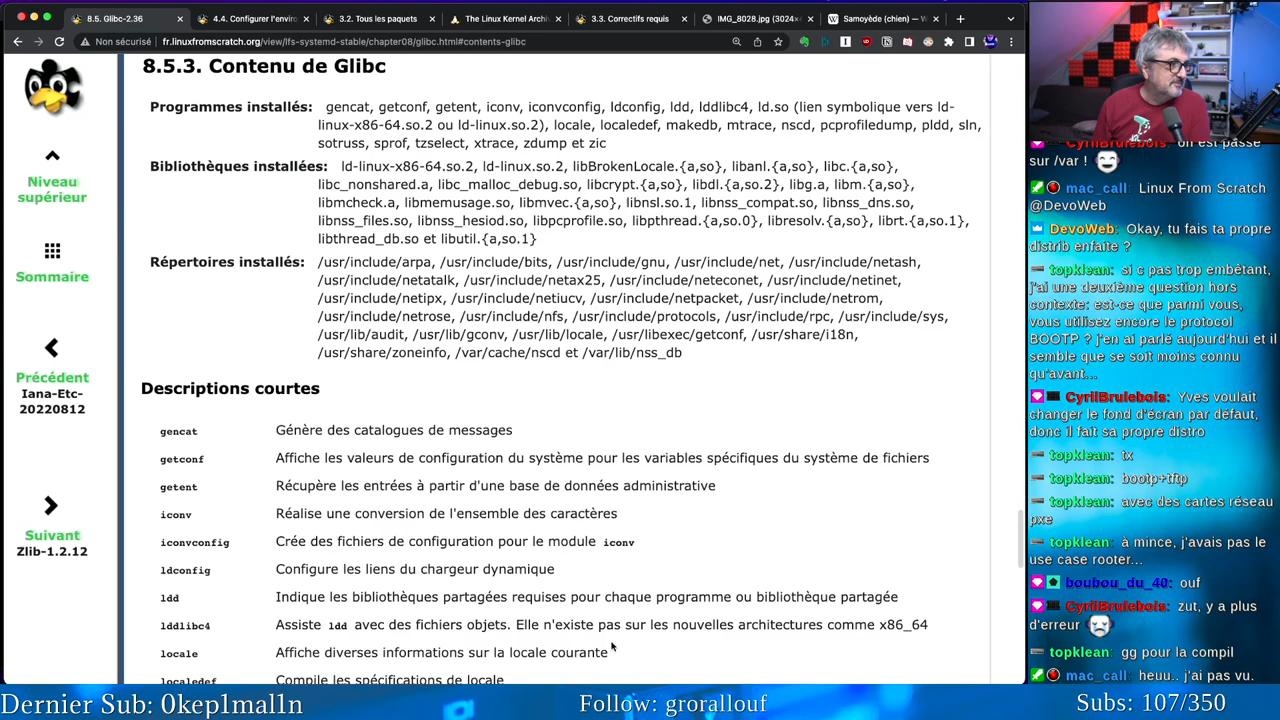 8.5. Glibc-2.36
4.4. Configurer l'enviro
3.2. Tous les paquets
The Linux Kernel Archi
3.3. Correctifs requis
IMG_8028.jpg (3024×4
Samoyède (chien) — W
Non sécurisé
fr.linuxfromscratch.org/view/lfs-systemd-stable/chapter08/glibc.html#contents-glibc
Niveau
supérieur
Sommaire
Précédent
Iana-Etc-
20220812
Suivant
Zlib-1.2.12
8.5.3. Contenu de Glibc
Programmes installés: gencat, getconf, getent, iconv, iconvconfig, ldconfig, ldd, lddlibc4, ld.so (lien symbolique vers ld-
linux-x86-64.so.2 ou ld-linux.so.2), locale, localedef, makedb, mtrace, nscd, pcprofiledump, pldd, sln,
sotruss, sprof, tzselect, xtrace, zdump et zic
Bibliothèques installées: ld-linux-x86-64.so.2, ld-linux.so.2, libBrokenLocale.{a,so}, libanl.{a,so}, libc.{a,so},
libc_nonshared.a, libc_malloc_debug.so, libcrypt.{a,so}, libdl.{a,so.2}, libg.a, libm.{a,so},
libmcheck.a, libmemusage.so, libmvec.{a,so}, libnsl.so.1, libnss_compat.so, libnss_dns.so,
libnss_files.so, libnss_hesiod.so, libpcprofile.so, libpthread.{a,so.0}, libresolv.{a,so}, librt.{a,so.1},
libthread_db.so et libutil.{a,so.1}
Répertoires installés: /usr/include/arpa, /usr/include/bits, /usr/include/gnu, /usr/include/net, /usr/include/netash,
/usr/include/netatalk, /usr/include/netax25, /usr/include/neteconet, /usr/include/netinet,
/usr/include/netipx, /usr/include/netiucv, /usr/include/netpacket, /usr/include/netrom,
/usr/include/netrose, /usr/include/nfs, /usr/include/protocols, /usr/include/rpc, /usr/include/sys,
/usr/lib/audit, /usr/lib/gconv, /usr/lib/locale, /usr/libexec/getconf, /usr/share/i18n,
/usr/share/zoneinfo, /var/cache/nscd et /var/lib/nss_db
Descriptions courtes
gencat Génère des catalogues de messages
getconf Affiche les valeurs de configuration du système pour les variables spécifiques du système de fichiers
getent Récupère les entrées à partir d'une base de données administrative
iconv Réalise une conversion de l'ensemble des caractères
iconvconfig Crée des fichiers de configuration pour le module iconv
ldconfig Configure les liens du chargeur dynamique
ldd Indique les bibliothèques partagées requises pour chaque programme ou bibliothèque partagée
lddlibc4 Assiste ldd avec des fichiers objets. Elle n'existe pas sur les nouvelles architectures comme x86_64
locale Affiche diverses informations sur la locale courante
localedef Compile les spécifications de locale
CyrilBrulebois: on est passé
sur /var !
mac_call: Linux From Scratch
@DevoWeb
DevoWeb: Okay, tu fais ta propre
distrib enfaite ?
topklean: si c pas trop embêtant,
j'ai une deuxième question hors
contexte: est-ce que parmi vous,
vous utilisez encore le protocol
BOOTP ? j'en ai parlé aujourd'hui et il
semble que se soit moins connu
qu'avant...
CyrilBrulebois: Yves voulait
changer le fond d'écran par défaut,
donc il fait sa propre distro
topklean: tx
topklean: bootp+tftp
topklean: avec des cartes réseau
pxe
topklean: à mince, j'avais pas le
use case rooter...
boubou_du_40: ouf
CyrilBrulebois: zut, y a plus
d'erreur
topklean: gg pour la compil
mac_call: heuu.. j'ai pas vu.
Dernier Sub: 0kep1mal1n
Follow: grorallouf
Subs: 107/350